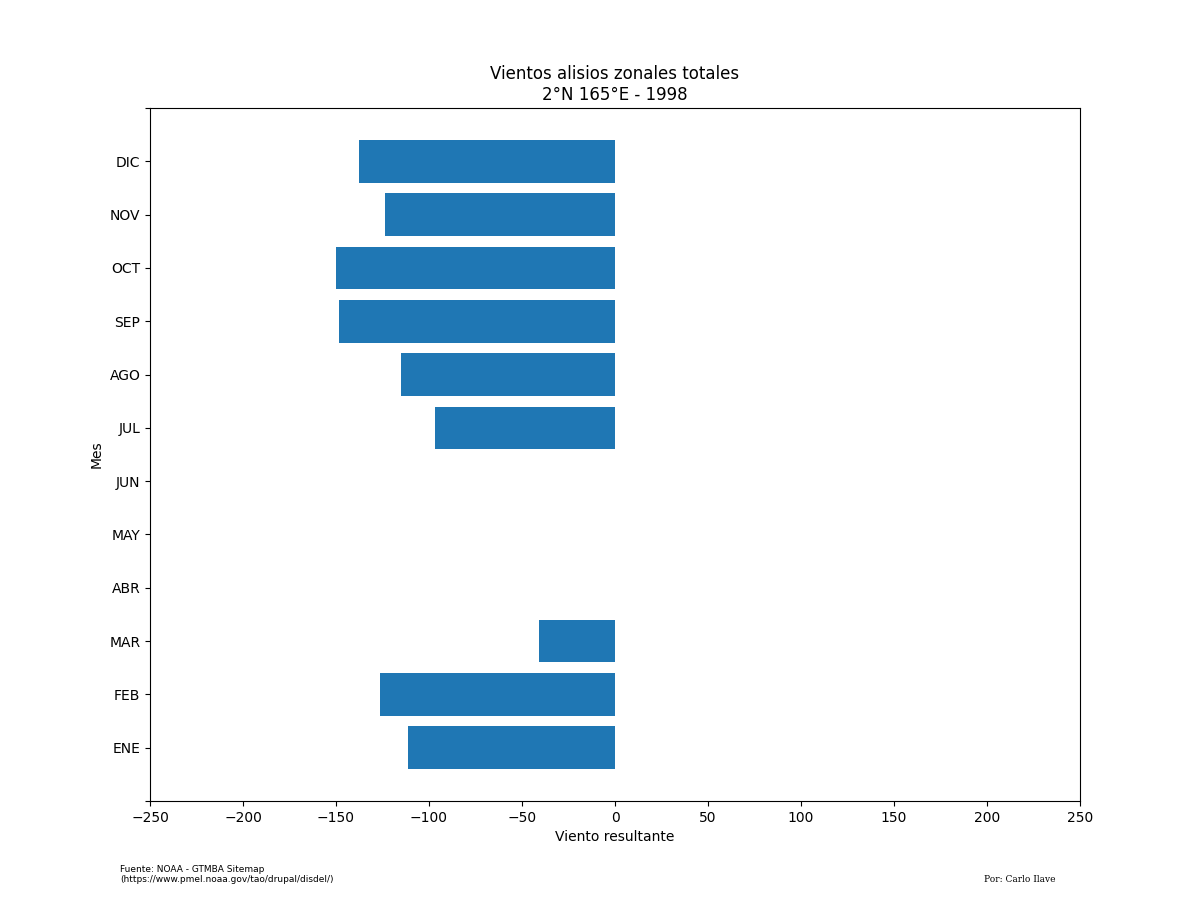 Vientos alisios zonales totales
2°N 165°E - 1998
DIC
NOV
OCT
SEP
AGO
JUL
JUN
MAY
ABR
MAR
FEB
ENE
Mes
−250 −200 −150 −100 −50 0 50 100 150 200 250
Viento resultante
Fuente: NOAA - GTMBA Sitemap
(https://www.pmel.noaa.gov/tao/drupal/disdel/)
Por: Carlo Ilave